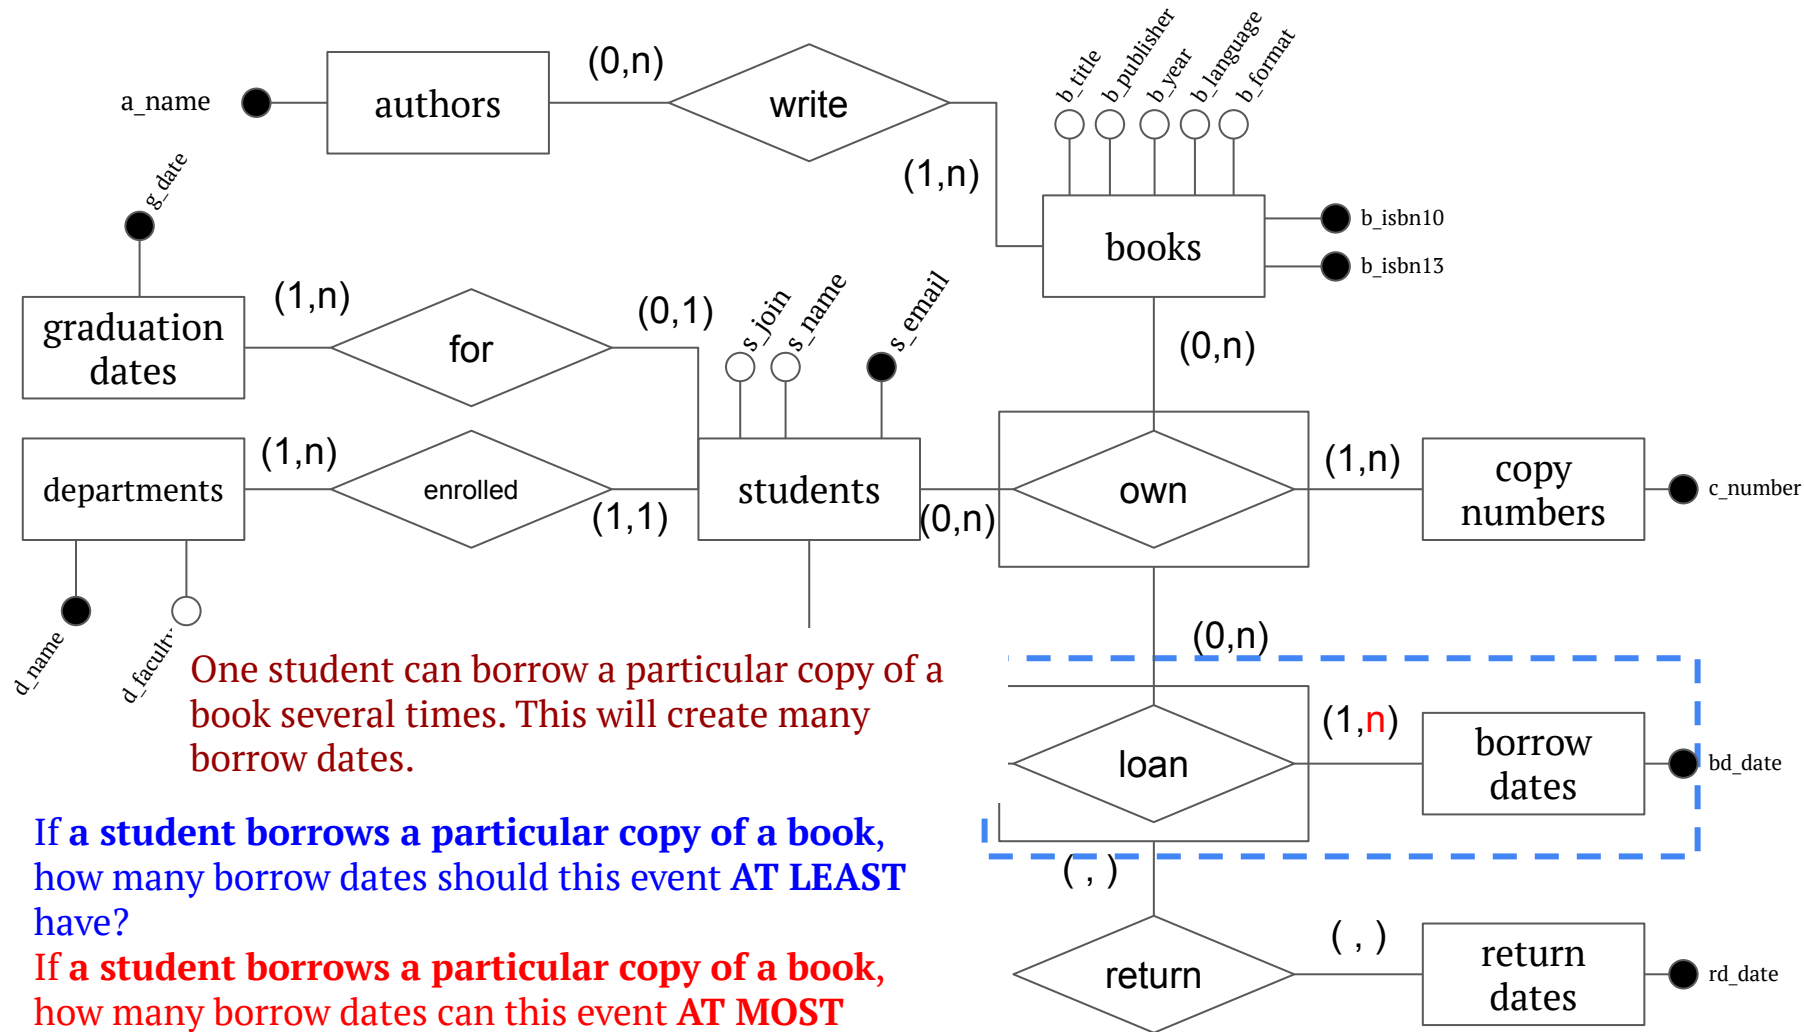 b_title
b_publisher
b_year
b_language
b_format
(0,n)
a_name
authors
write
(1,n)
g_date
b_isbn10
books
b_isbn13
(1,n)
(0,1)
s_join
s_name
s_email
graduation
dates
for
(0,n)
(1,n)
departments
enrolled
(1,1)
students
(0,n)
own
(1,n)
copy
numbers
c_number
d_name
d_faculty
(0,n)
One student can borrow a particular copy of a
book several times. This will create many
borrow dates.
loan
(1,n)
borrow
dates
bd_date
If a student borrows a particular copy of a book,
how many borrow dates should this event AT LEAST
have?
If a student borrows a particular copy of a book,
how many borrow dates can this event AT MOST
( , )
return
( , )
return
dates
rd_date